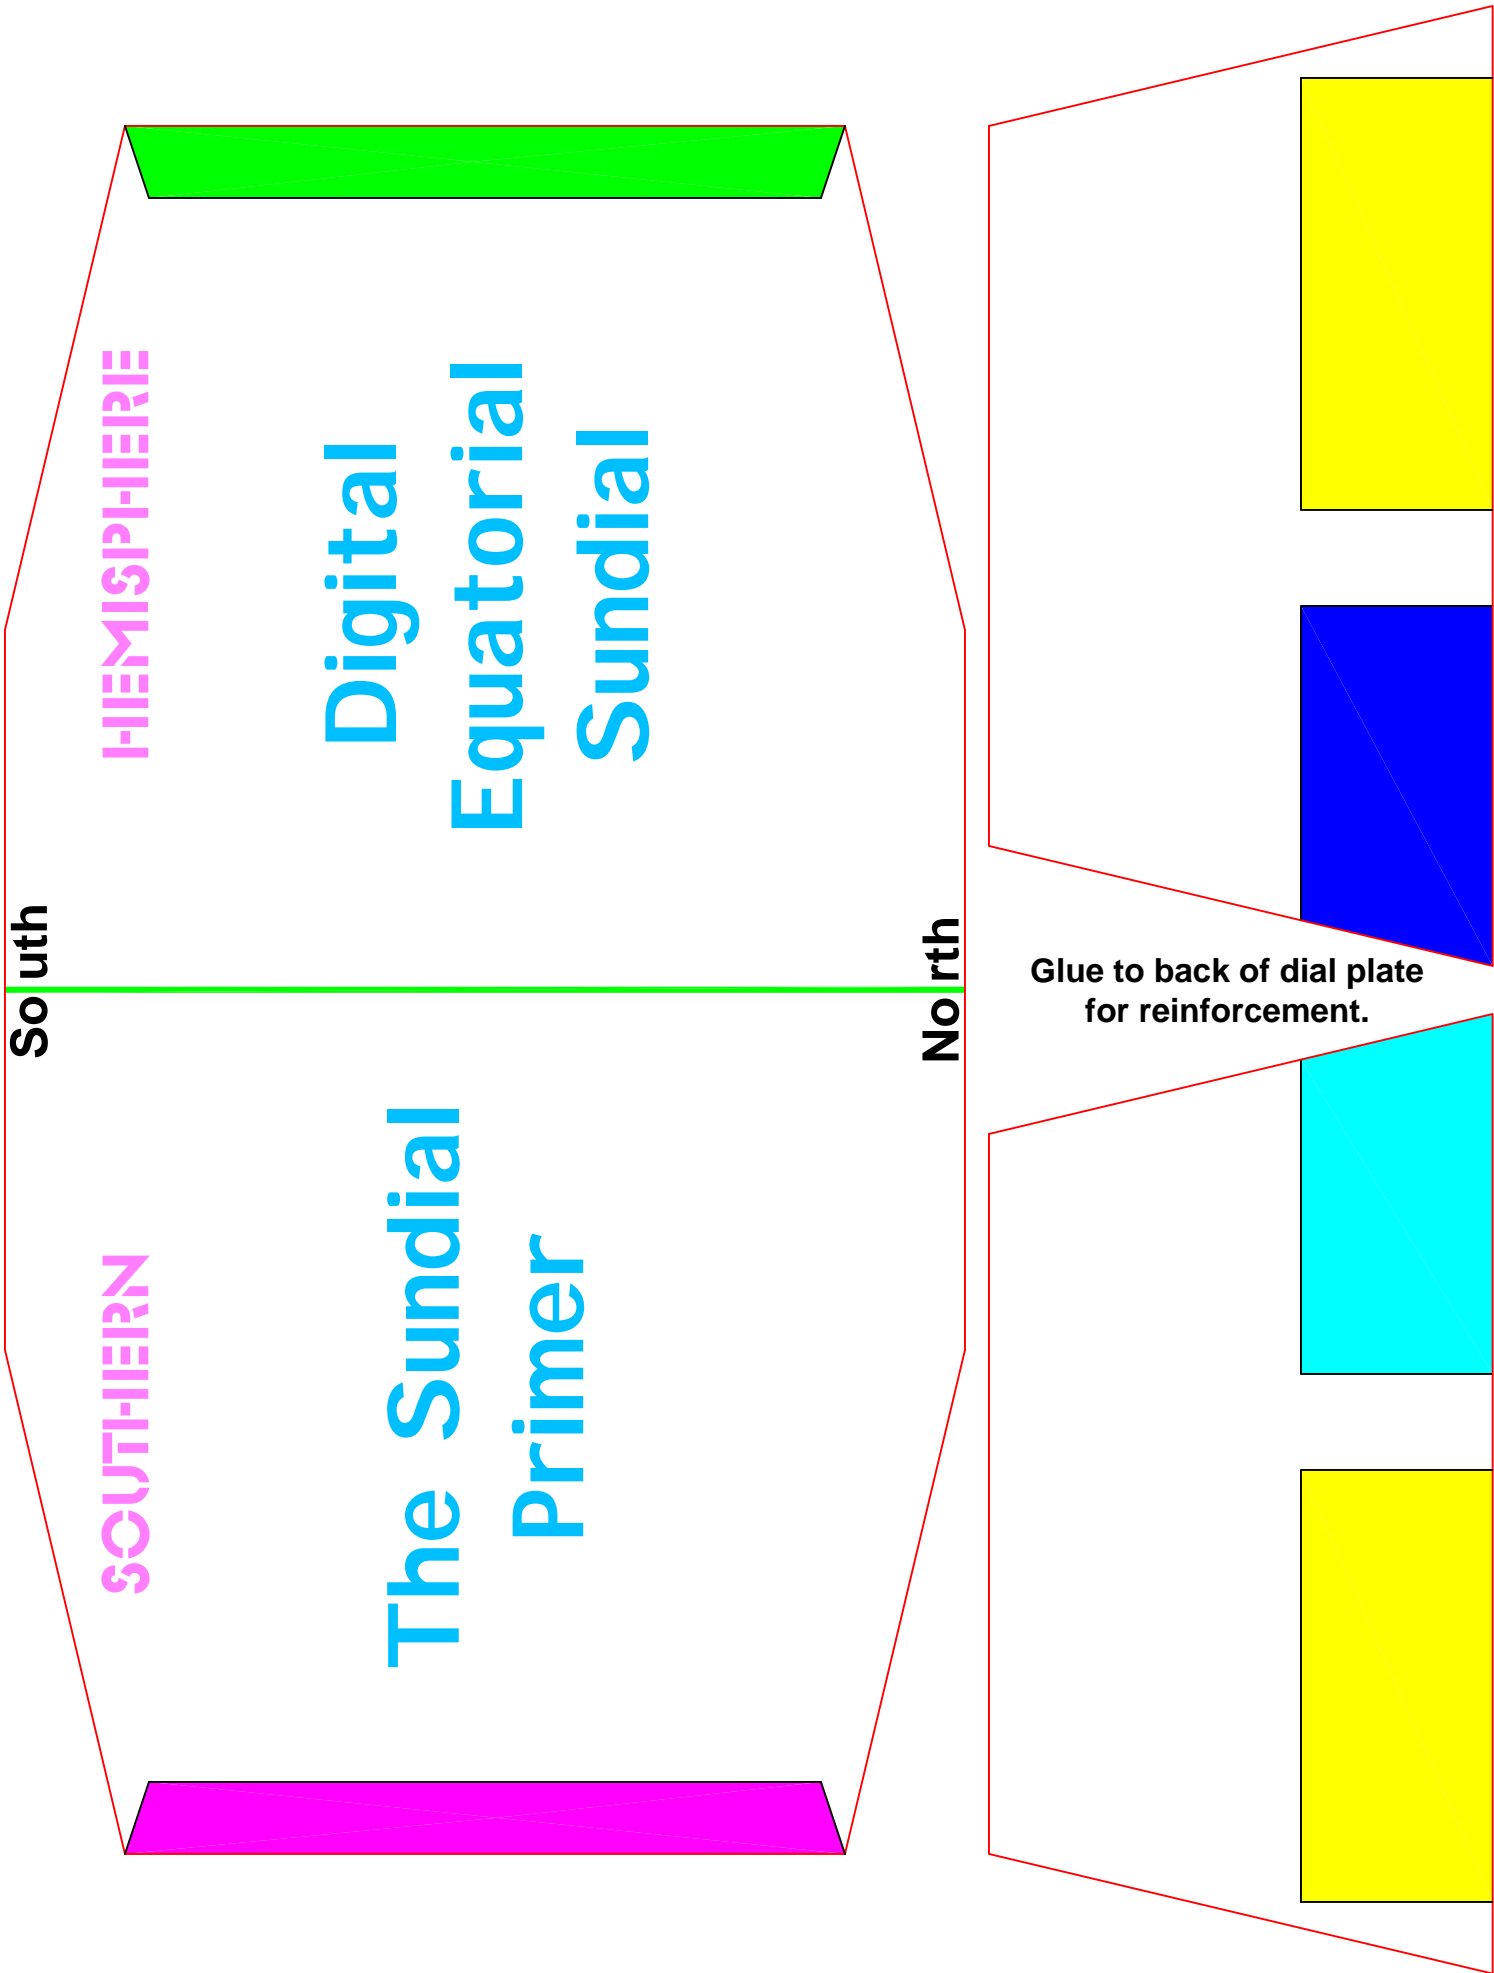 SOUTHERN HEMISPHERE
The Sundial
Primer
Digital
Equatorial
Sundial
South
North
Glue to back of dial plate
for reinforcement.